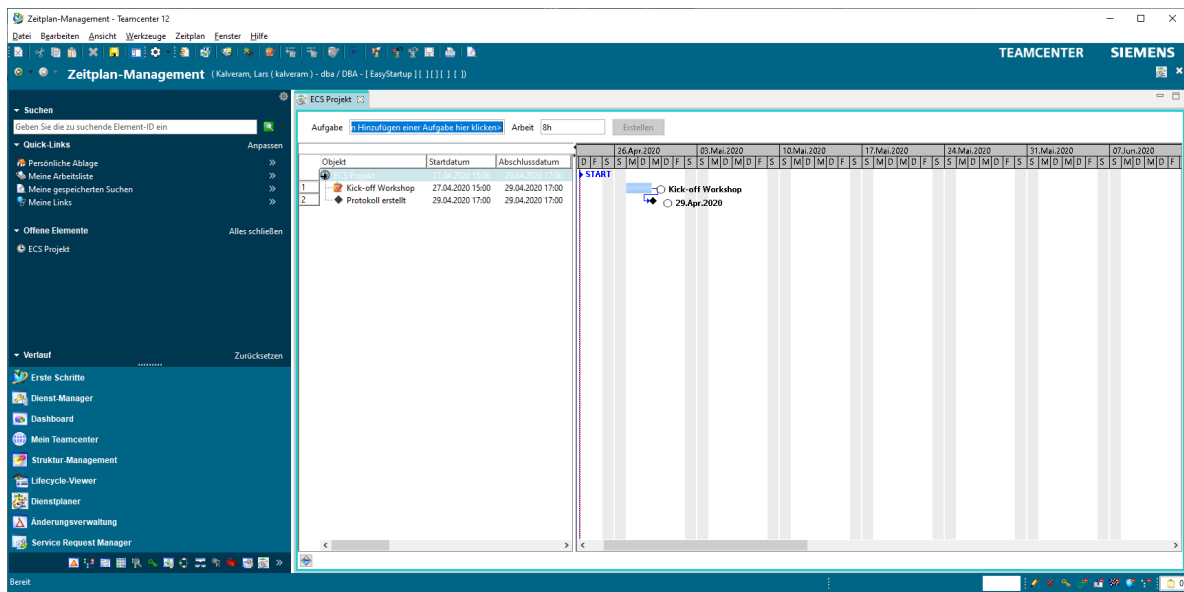 Zeitplan-Management - Teamcenter 12
Datei Bearbeiten Ansicht Werkzeuge Zeitplan Fenster Hilfe
TEAMCENTER SIEMENS
Zeitplan-Management ( Kalveram, Lars ( kalveram ) - dba / DBA - [ EasyStartup ] [ ] [ ] [ ] [ ])
Suchen
Geben Sie die zu suchende Element-ID ein
Quick-Links Anpassen
Persönliche Ablage »
Meine Arbeitsliste »
Meine gespeicherten Suchen »
Meine Links »
Offene Elemente Alles schließen
ECS Projekt
Verlauf Zurücksetzen
Erste Schritte
Dienst-Manager
Dashboard
Mein Teamcenter
Struktur-Management
Lifecycle-Viewer
Dienstplaner
Änderungsverwaltung
Service Request Manager
»
ECS Projekt
Aufgabe n Hinzufügen einer Aufgabe hier klicken> Arbeit 8h Erstellen
Objekt Startdatum Abschlussdatum
ECS Projekt 27.04.2020 15:00 29.04.2020 17:00
1 Kick-off Workshop 27.04.2020 15:00 29.04.2020 17:00
2 Protokoll erstellt 29.04.2020 17:00 29.04.2020 17:00
26.Apr.2020 03.Mai.2020 10.Mai.2020 17.Mai.2020 24.Mai.2020 31.Mai.2020 07.Jun.2020
D F S S M D M D F S S M D M D F S S M D M D F S S M D M D F S S M D M D F S S M D M D F S S M D M D F
START
Kick-off Workshop
29.Apr.2020
Bereit
0